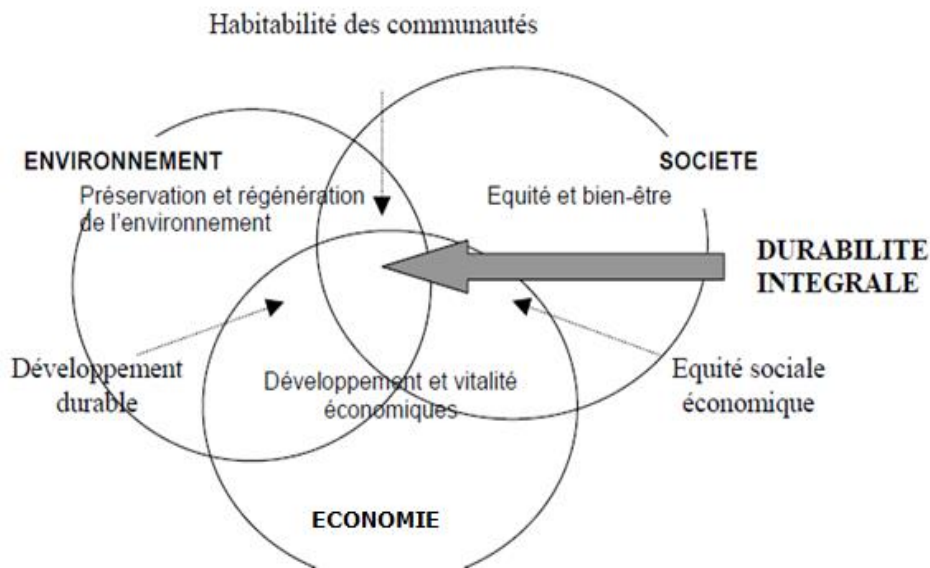 Habitabilité des communautés
ENVIRONNEMENT
SOCIETE
Préservation et régénération
de l'environnement
Equité et bien-être
DURABILITE
INTEGRALE
Développement
durable
Développement et vitalité
économiques
Equité sociale
économique
ECONOMIE